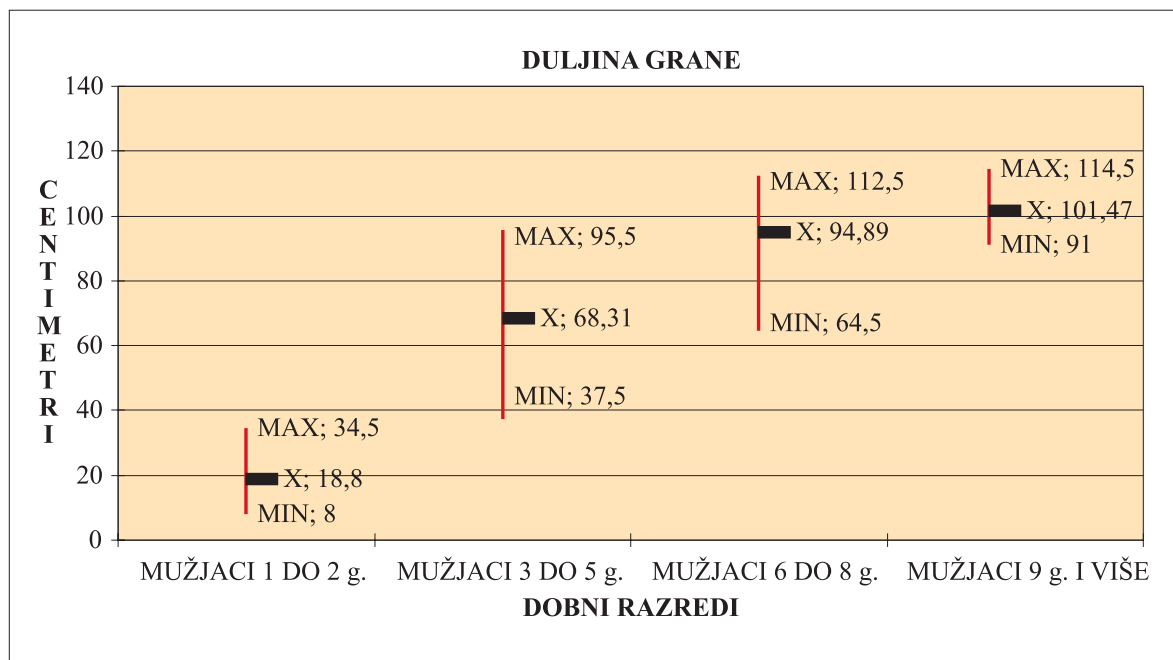 DULJINA GRANE
CENTIMETRI
140
120
100
80
60
40
20
0
MAX; 34,5
X; 18,8
MIN; 8
MAX; 95,5
X; 68,31
MIN; 37,5
MAX; 112,5
X; 94,89
MIN; 64,5
MAX; 114,5
X; 101,47
MIN; 91
MUŽJACI 1 DO 2 g.
MUŽJACI 3 DO 5 g.
MUŽJACI 6 DO 8 g.
MUŽJACI 9 g. I VIŠE
DOBNI RAZREDI